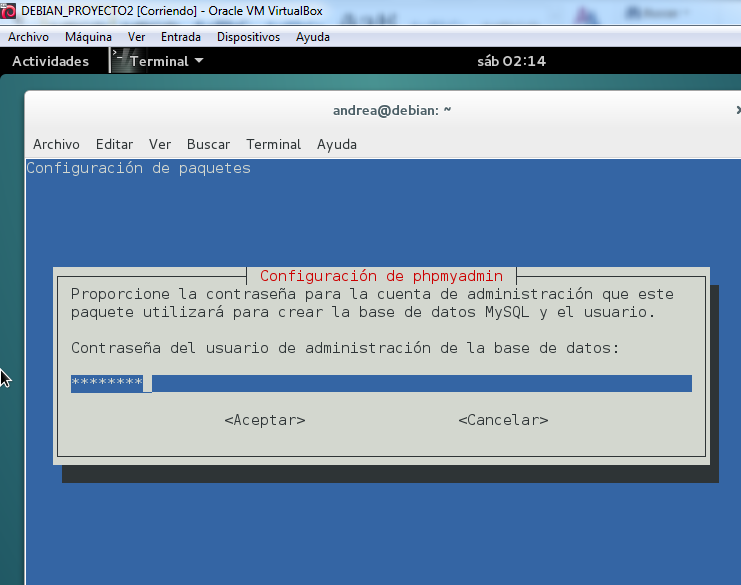 DEBIAN_PROYECTO2 [Corriendo] - Oracle VM VirtualBox
Archivo Máquina Ver Entrada Dispositivos Ayuda
Actividades Terminal sáb 02:14
andrea@debian: ~
Archivo Editar Ver Buscar Terminal Ayuda
Configuración de paquetes
Configuración de phpmyadmin
Proporcione la contraseña para la cuenta de administración que este
paquete utilizará para crear la base de datos MySQL y el usuario.
Contraseña del usuario de administración de la base de datos:
********
<Aceptar> <Cancelar>